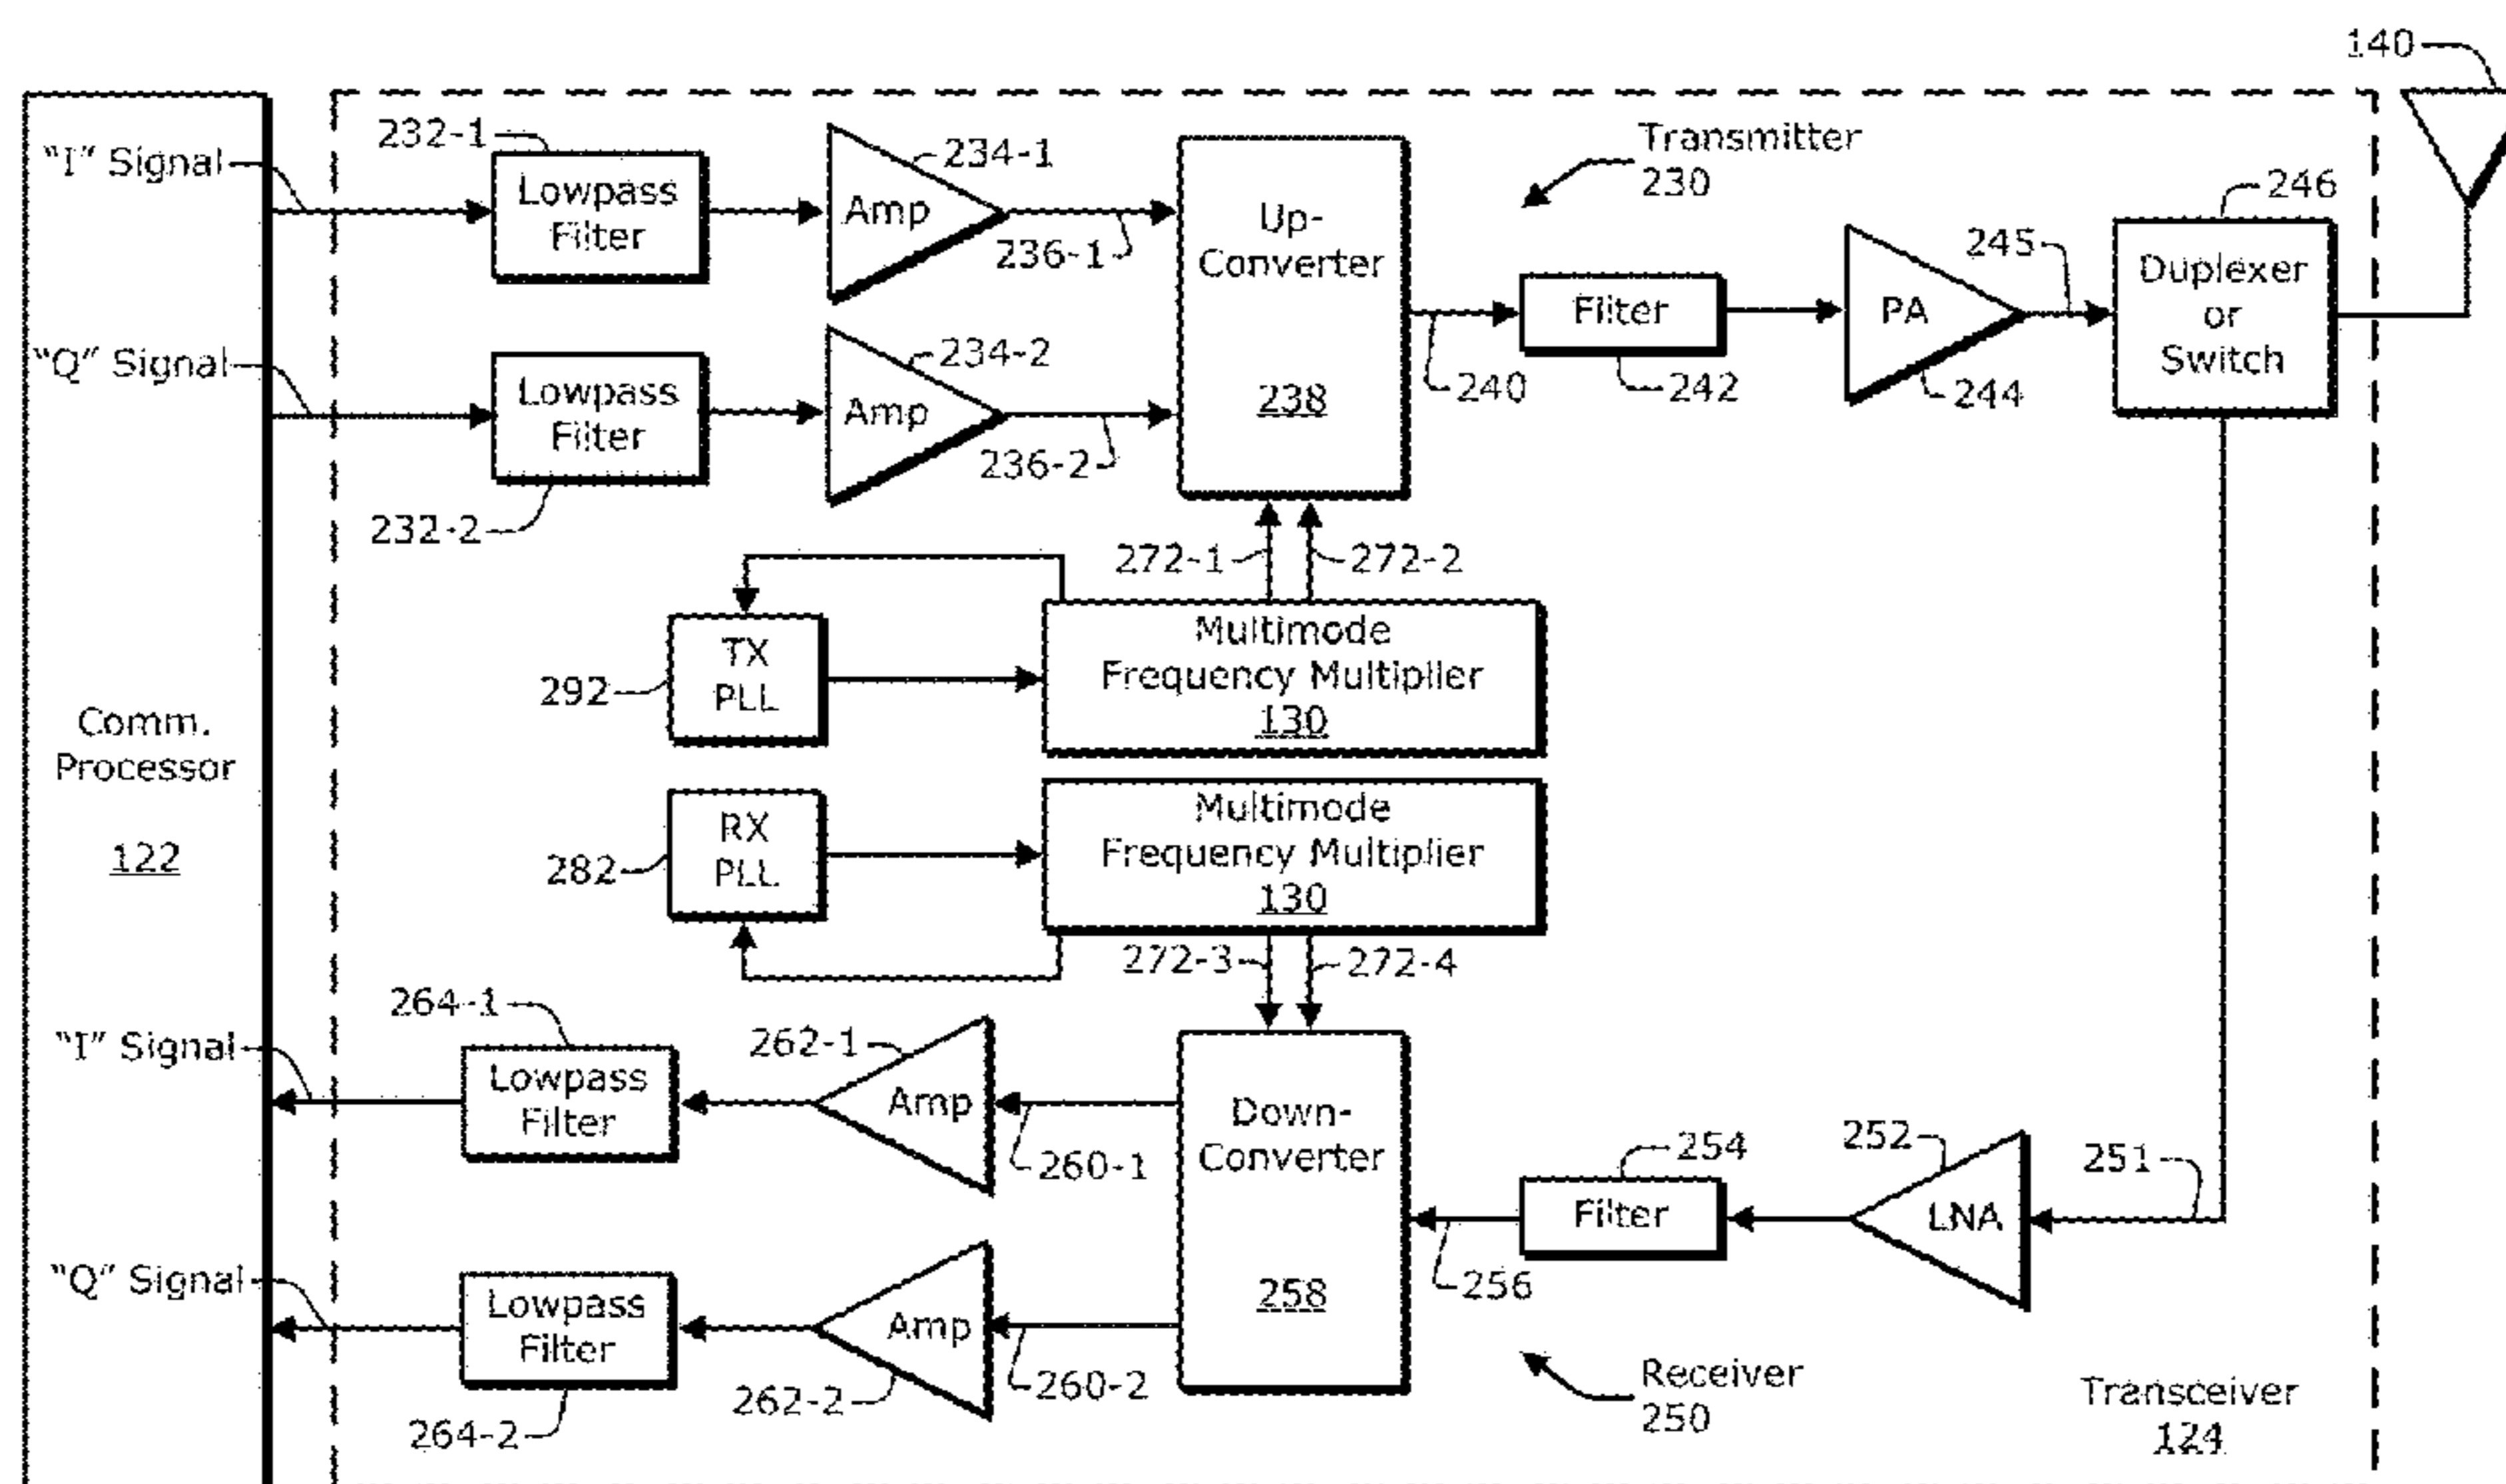 140
"I" Signal
232-1
Lowpass
Filter
Amp
234-1
236-1
Up-
Converter
238
Transmitter
230
246
245
Duplexer
or
Switch
Filter
PA
240
242
244
"Q" Signal
234-2
Lowpass
Filter
Amp
236-2
232-2
272-1
272-2
TX
PLL
292
Multimode
Frequency Multiplier
130
Comm.
Processor
122
RX
PLL
282
Multimode
Frequency Multiplier
130
272-3
272-4
264-1
"I" Signal
Lowpass
Filter
262-1
Amp
260-1
Down-
Converter
258
254
Filter
256
252
LNA
251
"Q" Signal
Lowpass
Filter
264-2
Amp
262-2
260-2
Receiver
250
Transceiver
124